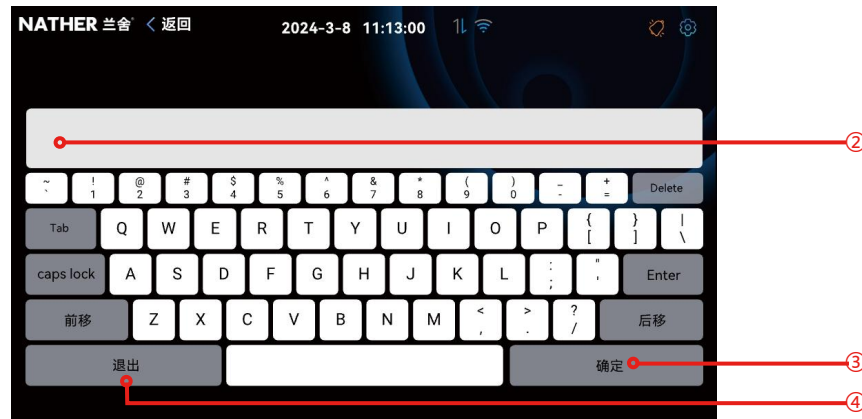 NATHER 兰舍 返回 2024-3-8 11:13:00
②
~ ` ! 1 @ 2 # 3 $ 4 % 5 ^ 6 & 7 * 8 ( 9 ) 0 _ - + = Delete
Tab Q W E R T Y U I O P { [ } ] | \
caps lock A S D F G H J K L : ; " ' Enter
前移 Z X C V B N M < , > . ? / 后移
退出 确定 ③
④